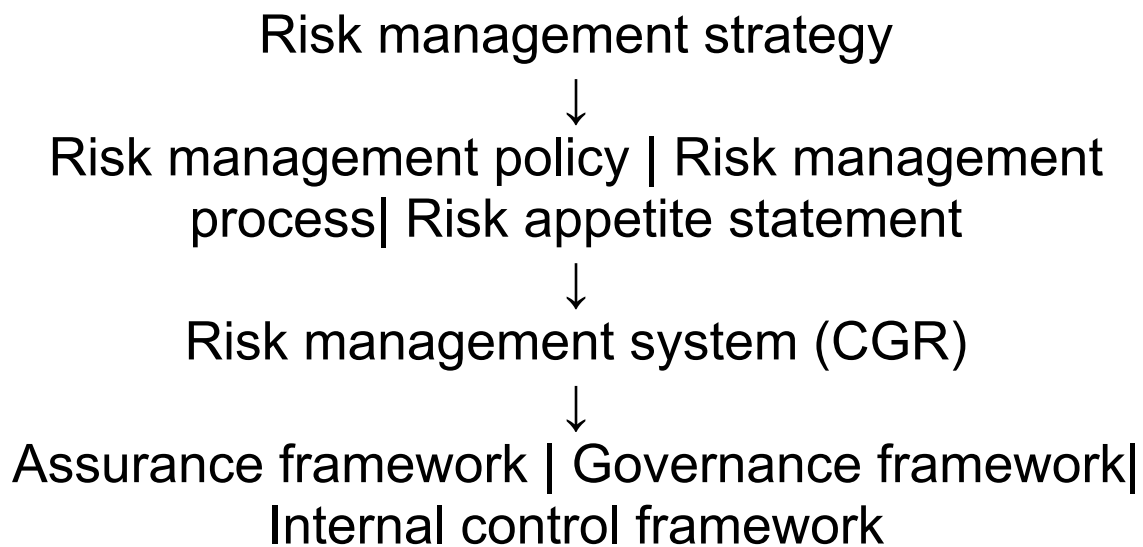 Risk management strategy
↓
Risk management policy | Risk management
process| Risk appetite statement
↓
Risk management system (CGR)
↓
Assurance framework | Governance framework|
Internal control framework